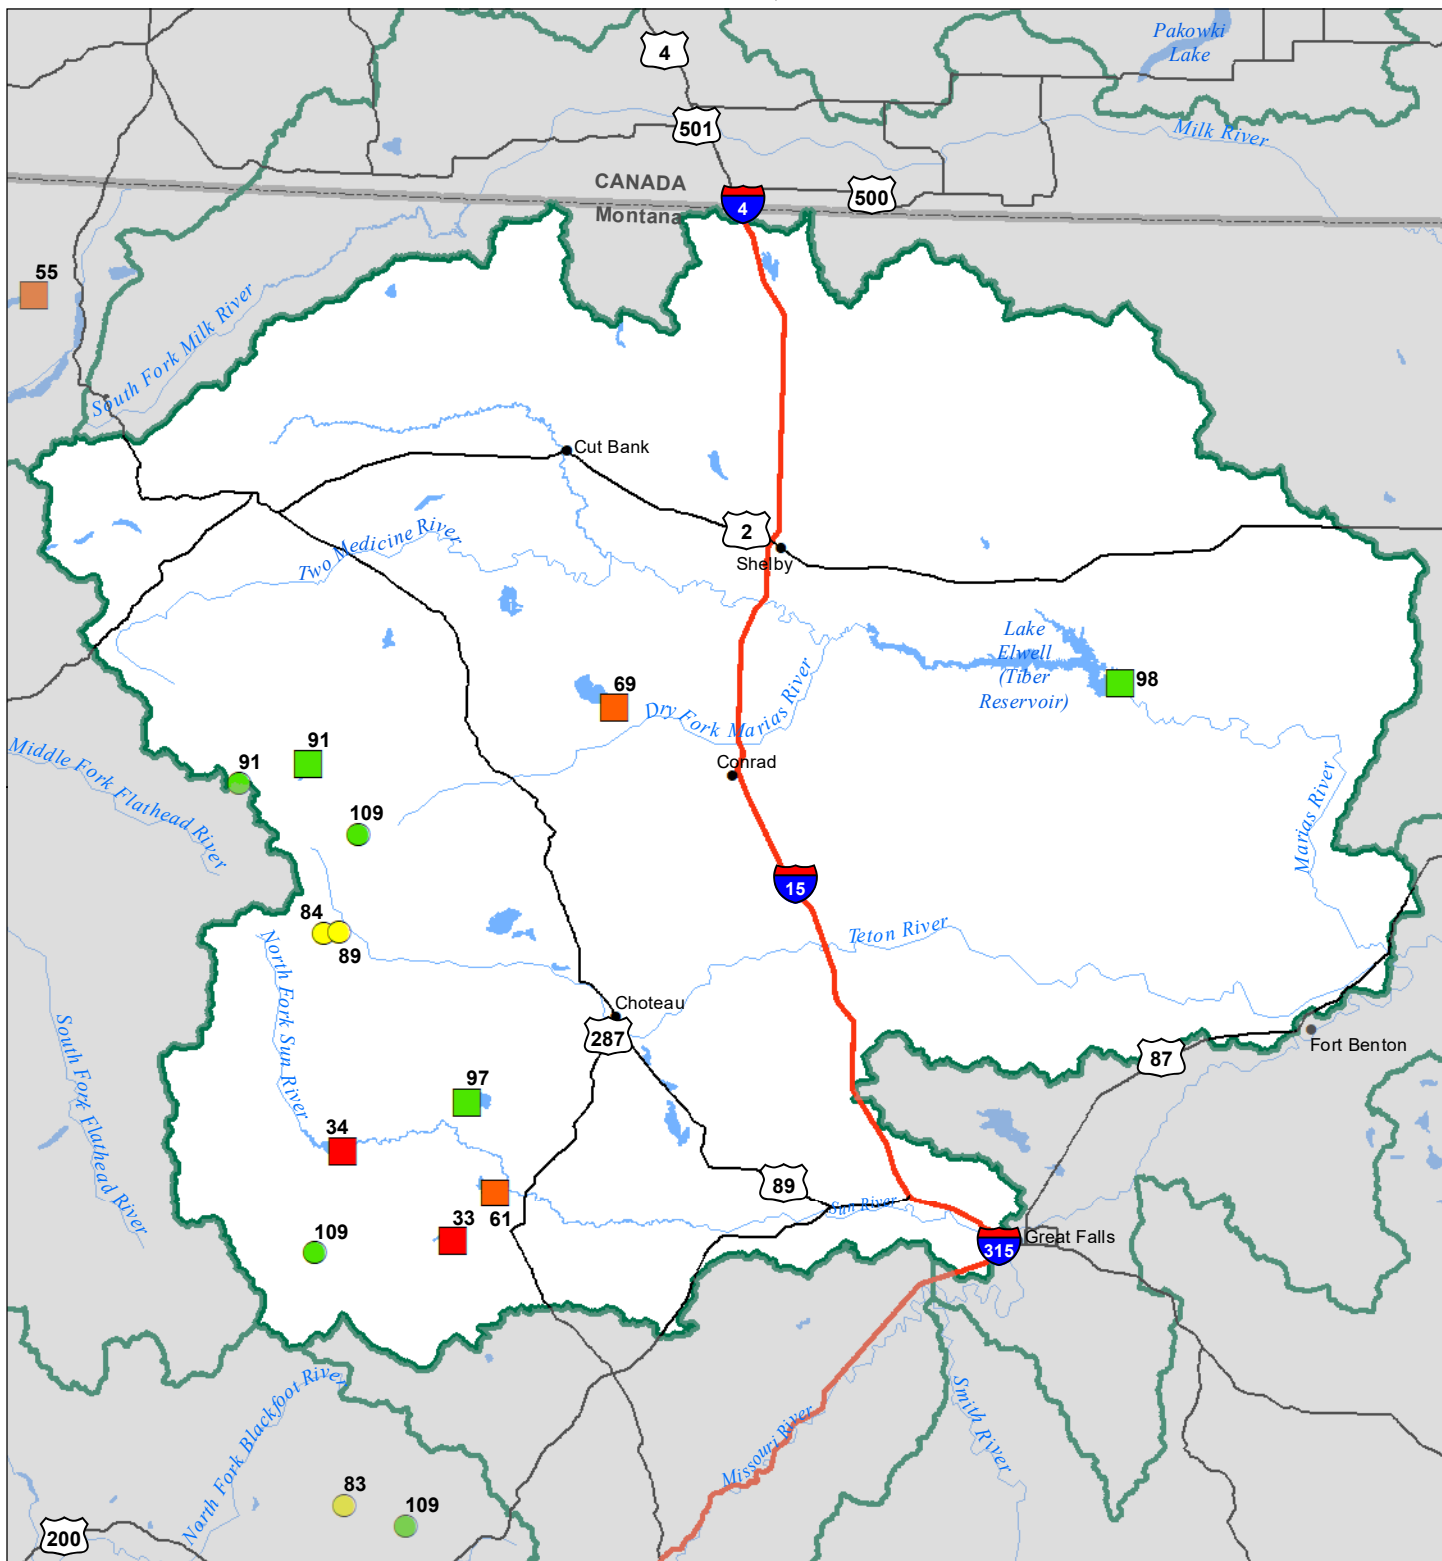 Pakowki
Lake
4
501
Milk River
CANADA
Montana
4
500
55
South Fork Milk River
Cut Bank
2
Shelby
Two Medicine River
Lake
Elwell
(Tiber
Reservoir)
98
69
Dry Fork Marias River
Conrad
91
91
Middle Fork Flathead River
109
Marias River
15
84
89
North Fork Sun River
Teton River
Choteau
287
South Fork Flathead River
Fort Benton
87
97
34
89
Sun River
61
33
109
Great Falls
315
North Fork Blackfoot River
Missouri River
Smith River
83
109
200